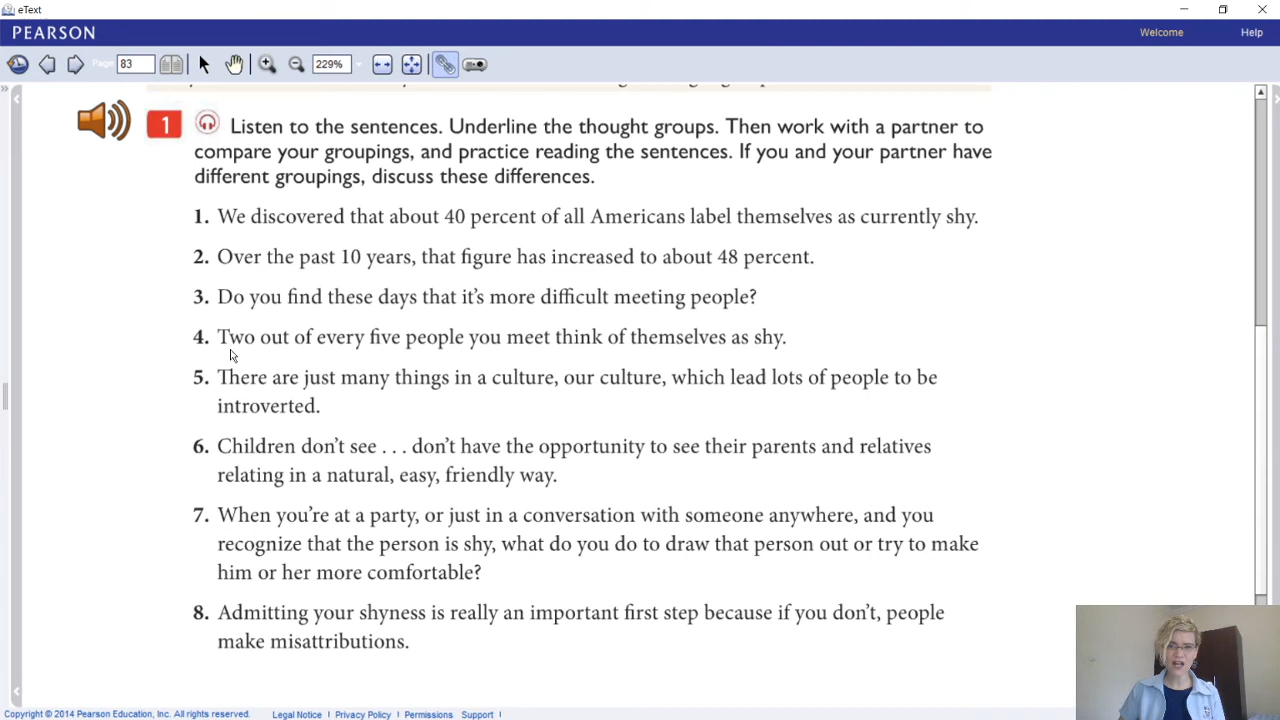 eText
PEARSON
Welcome
Help
Page
83
229%
1
Listen to the sentences. Underline the thought groups. Then work with a partner to
compare your groupings, and practice reading the sentences. If you and your partner have
different groupings, discuss these differences.
1. We discovered that about 40 percent of all Americans label themselves as currently shy.
2. Over the past 10 years, that figure has increased to about 48 percent.
3. Do you find these days that it's more difficult meeting people?
4. Two out of every five people you meet think of themselves as shy.
5. There are just many things in a culture, our culture, which lead lots of people to be
introverted.
6. Children don't see . . . don't have the opportunity to see their parents and relatives
relating in a natural, easy, friendly way.
7. When you're at a party, or just in a conversation with someone anywhere, and you
recognize that the person is shy, what do you do to draw that person out or try to make
him or her more comfortable?
8. Admitting your shyness is really an important first step because if you don't, people
make misattributions.
Copyright © 2014 Pearson Education, Inc. All rights reserved. Legal Notice | Privacy Policy | Permissions Support |